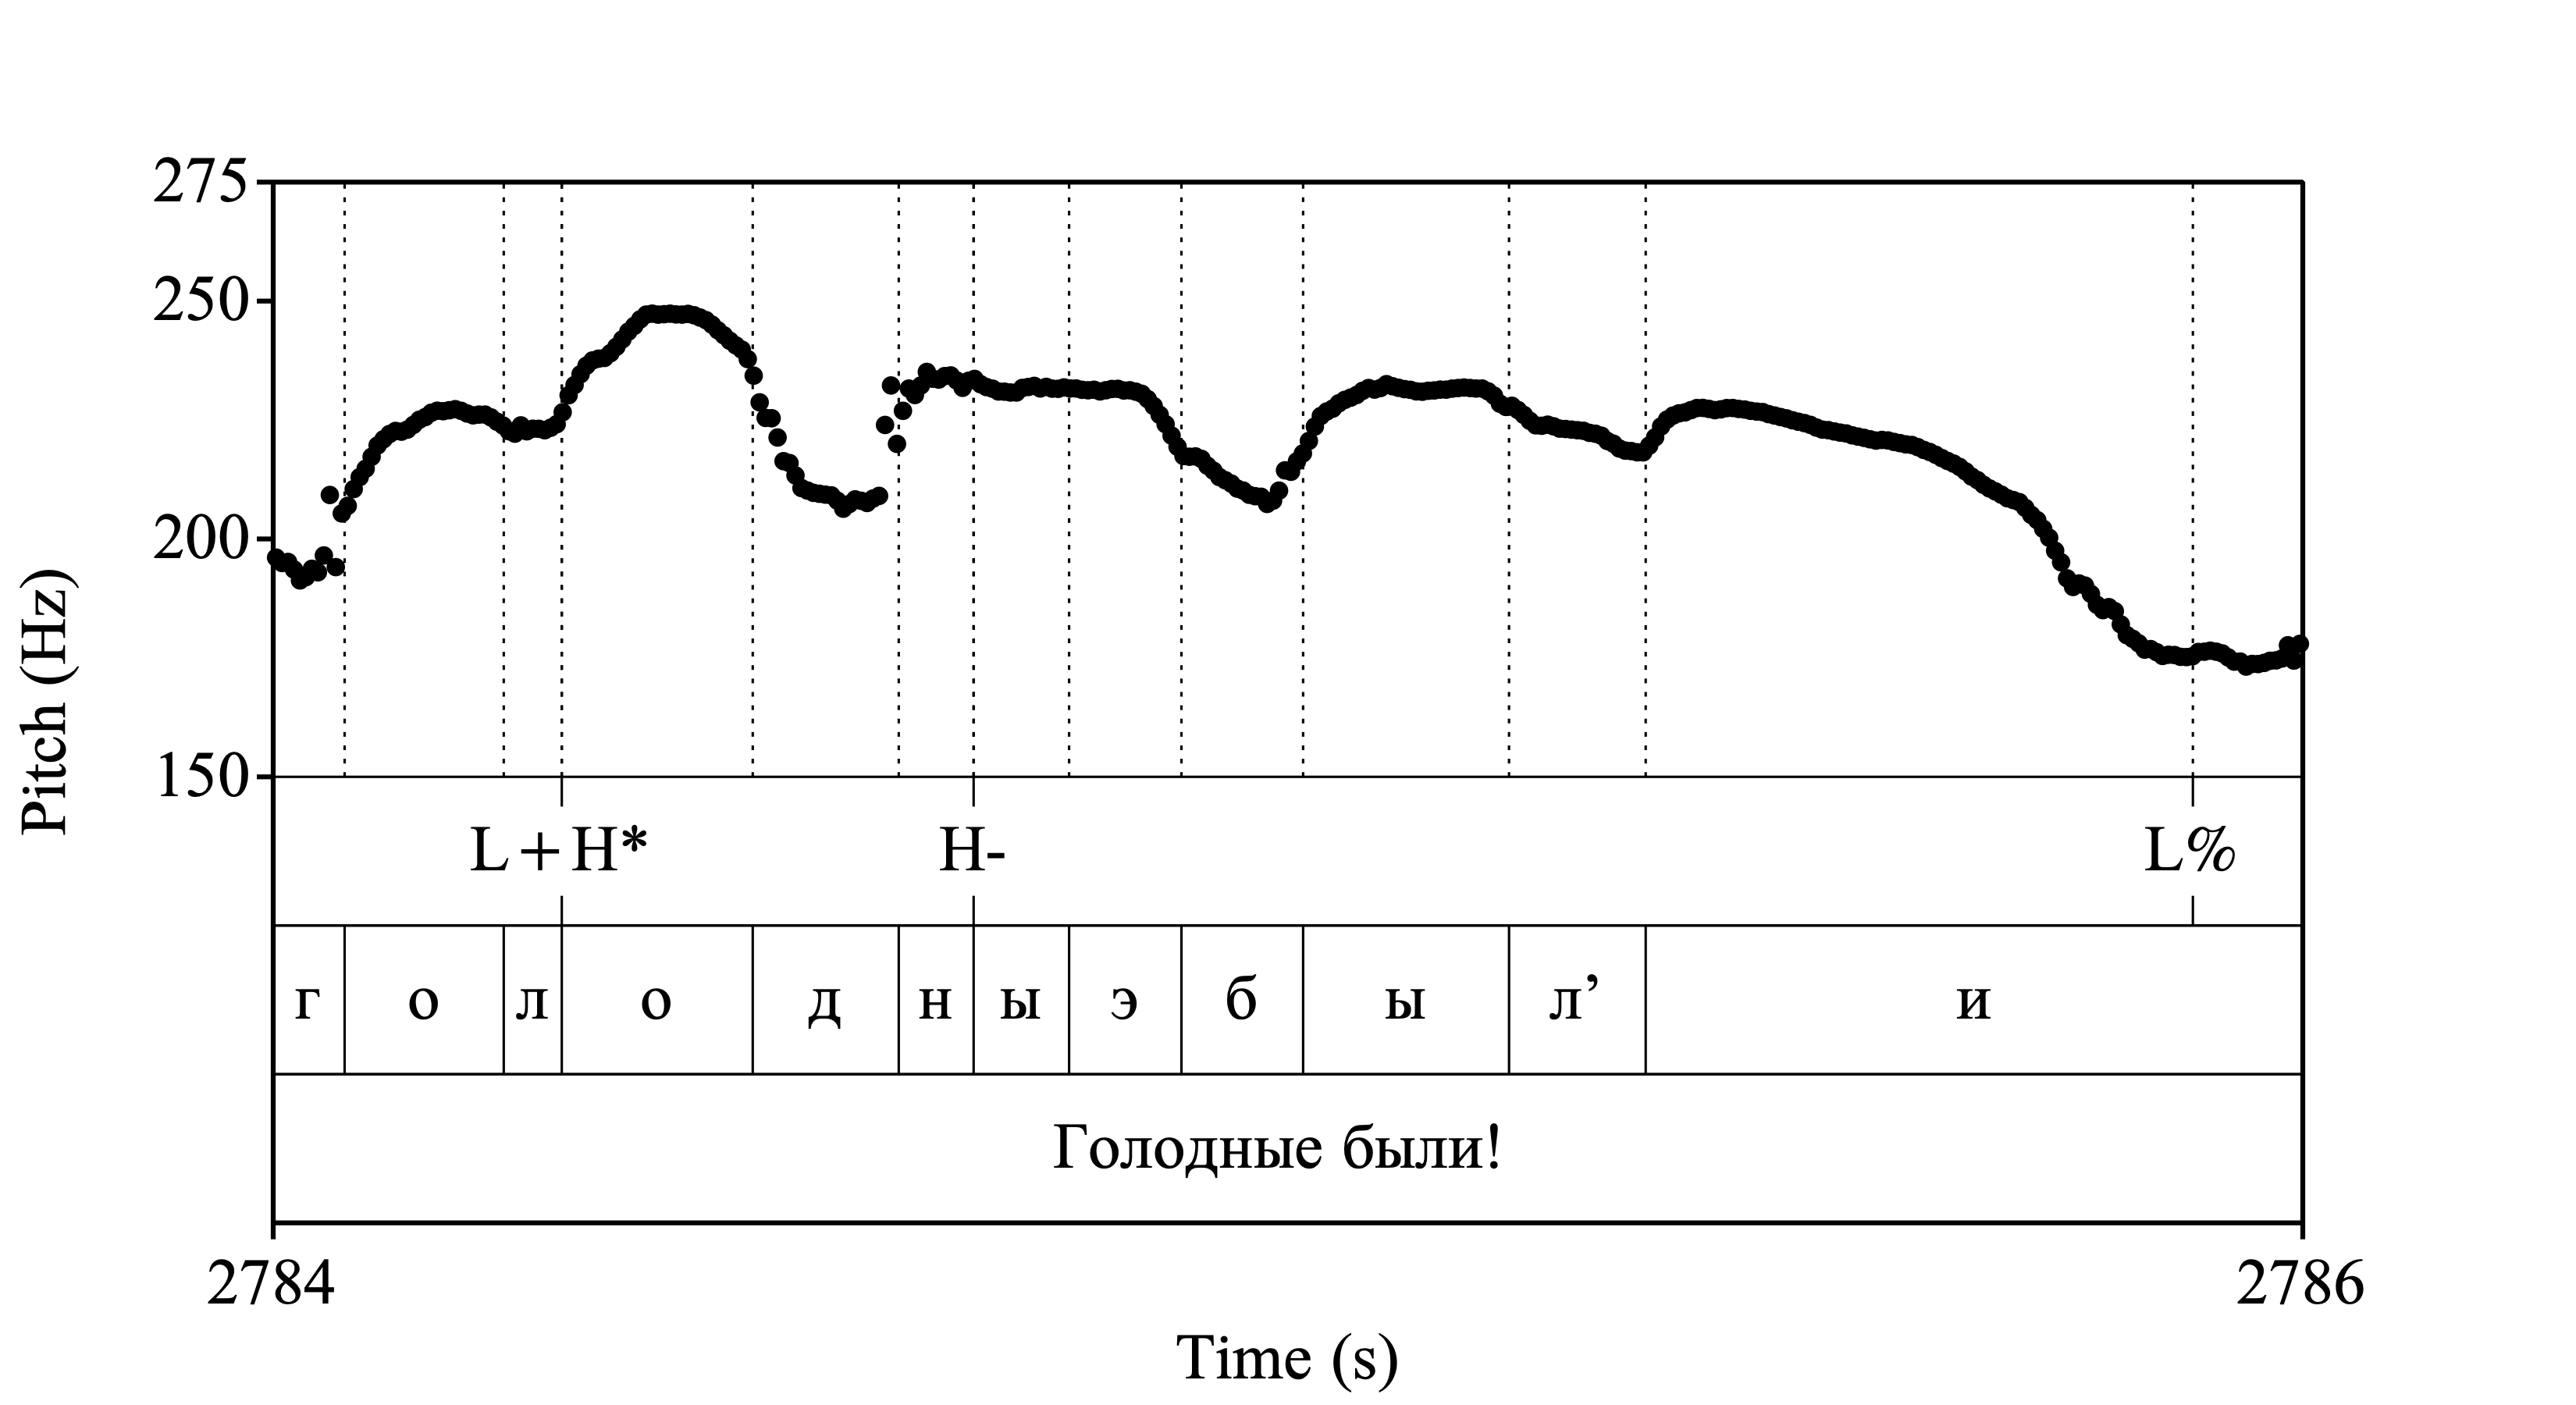 275
250
200
150
Pitch (Hz)
L+H* H- L%
г о л о д н ы э б ы л’ и
Голодные были!
2784 2786
Time (s)